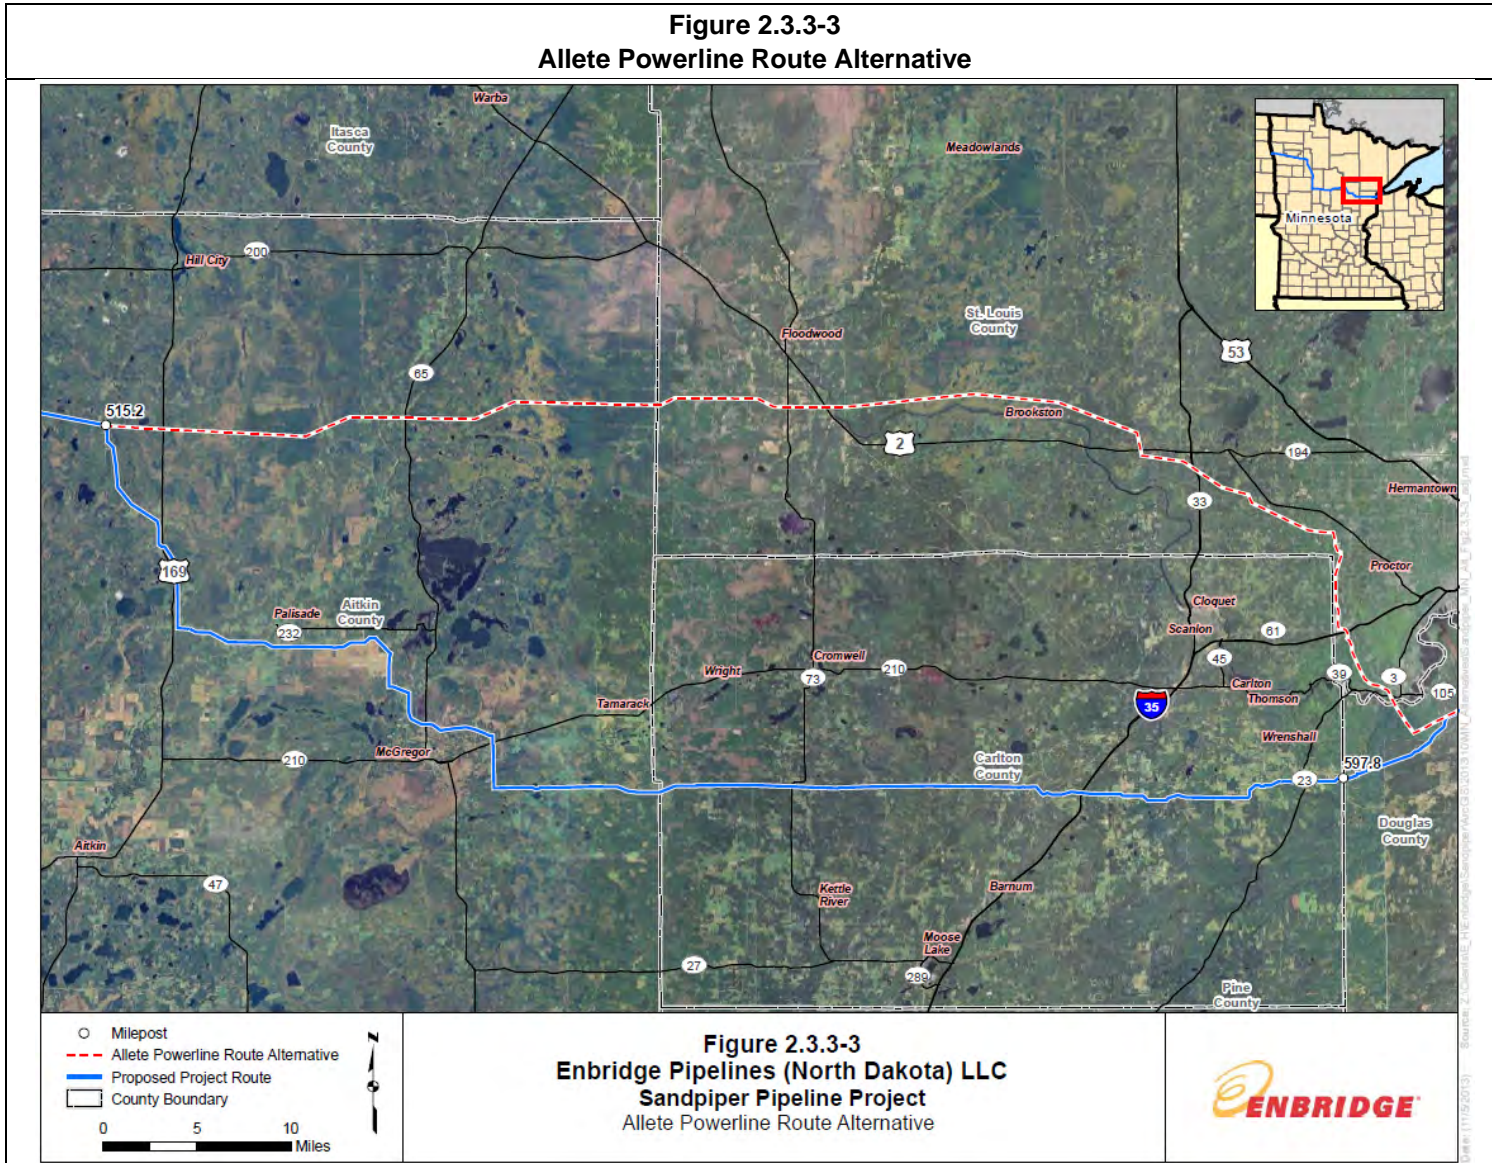 Figure 2.3.3-3
Allete Powerline Route Alternative
Warba
Itasca
County
Meadowlands
Minnesota
200
Hill City
St. Louis
County
Floodwood
53
65
515.2
Brookston
2
194
Hermantown
33
169
Proctor
Palisade
Aitkin
County
232
Cloquet
Scanlon
61
Cromwell
Wright
210
45
73
39
3
Carlton
Thomson
105
Tamarack
35
McGregor
210
Wrenshall
Carlton
County
597.8
23
Douglas
County
Aitkin
47
Kettle
River
Barnum
Moose
Lake
27
289
Pine
County
Milepost
Allete Powerline Route Alternative
Proposed Project Route
County Boundary
0 5 10
Miles
N
Figure 2.3.3-3
Enbridge Pipelines (North Dakota) LLC
Sandpiper Pipeline Project
Allete Powerline Route Alternative
ENBRIDGE
Date: (11/5/2013)